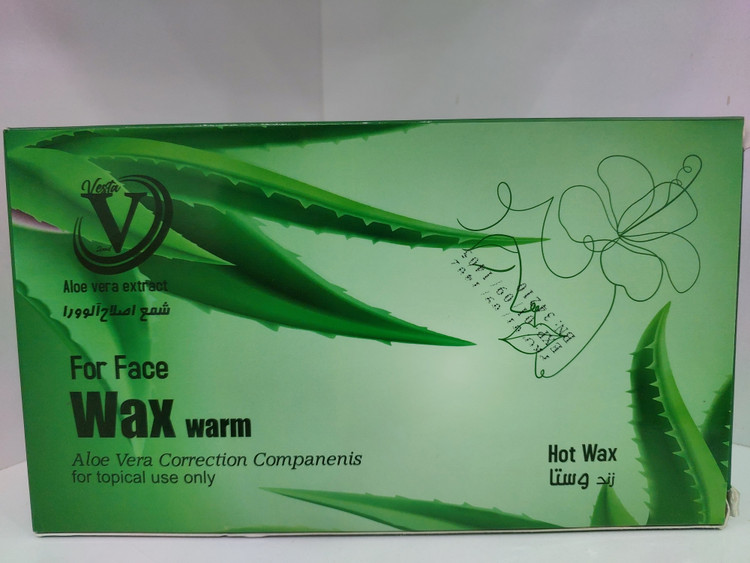 Vesta
V
Aloe vera extract
شمع اصلاح آلوورا
For Face
Wax warm
Aloe Vera Correction Companenis
for topical use only
Hot Wax
زند وستا